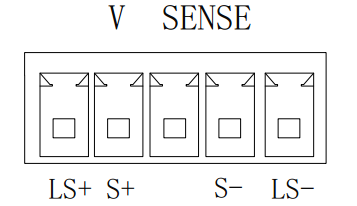 V SENSE
LS+ S+ S- LS-